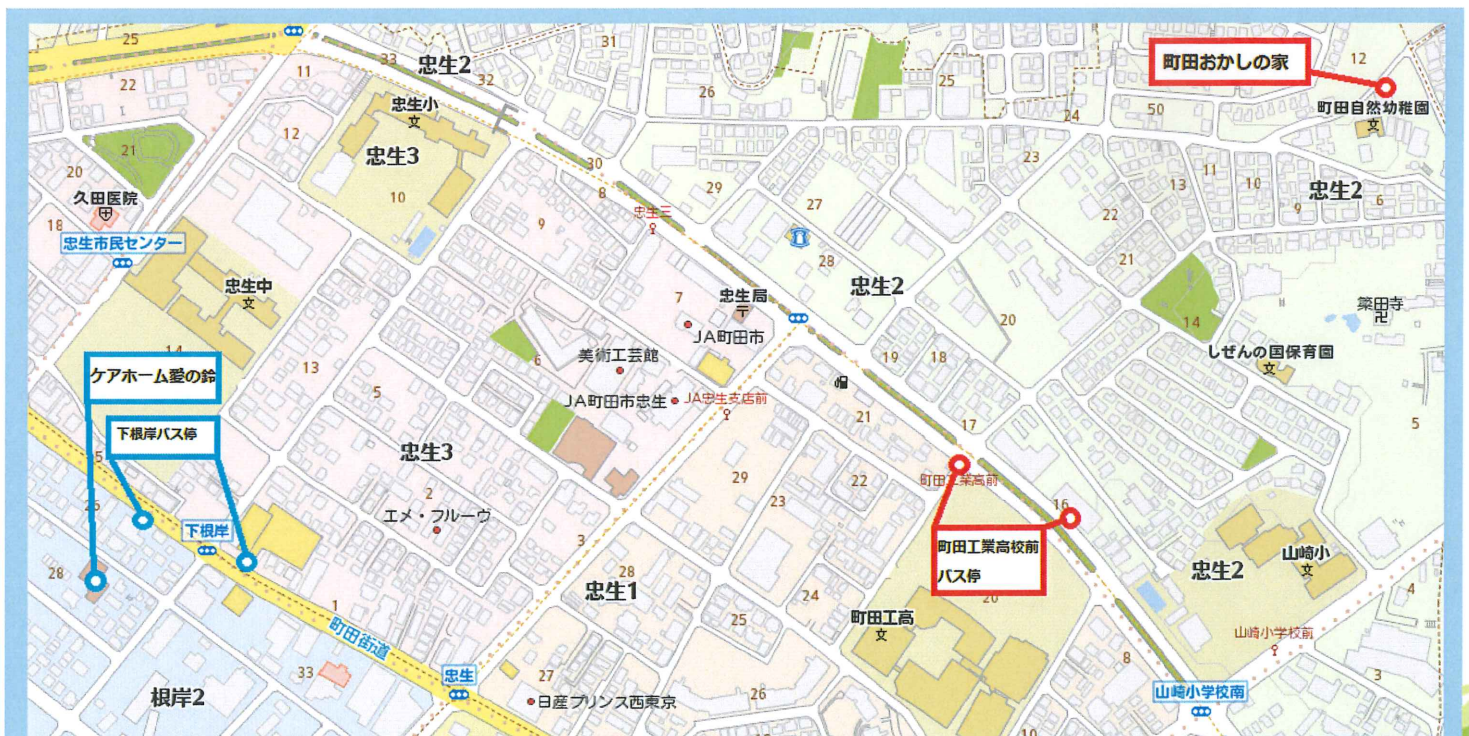 25
33
忠生2
31
32
22
11
26
25
町田おかしの家
12
忠生小
文
50
24
町田自然幼稚園
文
12
21
忠生3
30
23
20
久田医院
10
8
29
13
11
10
忠生2
9
6
18
忠生三
27
22
9
忠生市民センター
28
21
忠生中
文
忠生2
7
忠生局
〒
14
簗田寺
卍
JA町田市
20
美術工芸館
19
18
しぜんの国保育園
文
14
13
6
ケアホーム愛の鈴
5
JA町田市忠生
JA忠生支店前
21
17
5
下根岸バス停
忠生3
15
29
22
町田工業高前
23
2
26
エメ・フルーヴ
16
下根岸
3
町田工業高校前
バス停
山崎小
文
忠生2
28
28
忠生1
20
24
4
1
町田街道
25
町田工高
文
山崎小学校前
8
33
27
忠生
3
根岸2
26
日産プリンス西東京
山崎小学校南
10